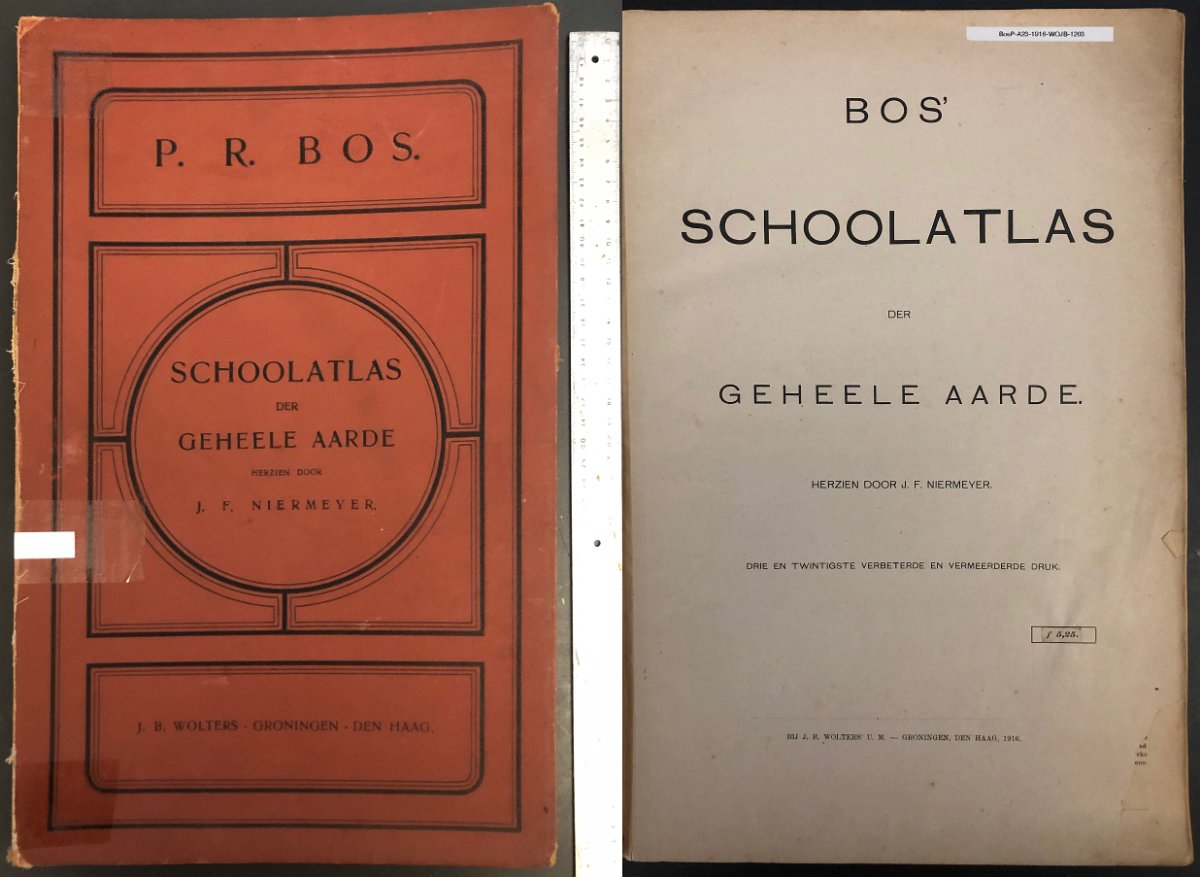 P. R. BOS.
SCHOOLATLAS
DER
GEHEELE AARDE
HERZIEN DOOR
J. F. NIERMEYER.
J. B. WOLTERS · GRONINGEN · DEN HAAG.
BosP-A23-1916-WOJB-1205
BOS'
SCHOOLATLAS
DER
GEHEELE AARDE.
HERZIEN DOOR J. F. NIERMEYER.
DRIE EN TWINTIGSTE VERBETERDE EN VERMEERDERDE DRUK.
ƒ 5,25.
BIJ J. B. WOLTERS' U. M. — GRONINGEN, DEN HAAG, 1916.